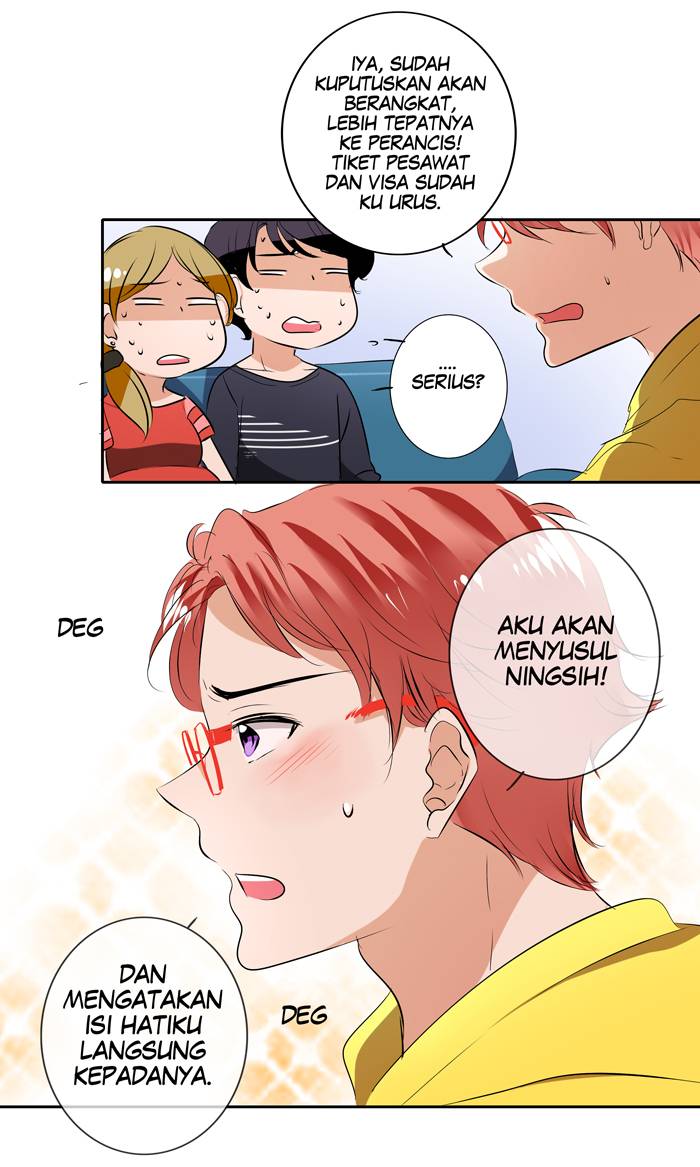 IYA, SUDAH
KUPUTUSKAN AKAN
BERANGKAT,
LEBIH TEPATNYA
KE PERANCIS!
TIKET PESAWAT
DAN VISA SUDAH
KU URUS.
....
SERIUS?
DEG
AKU AKAN
MENYUSUL
NINGSIH!
DAN
MENGATAKAN
ISI HATIKU
LANGSUNG
KEPADANYA.
DEG